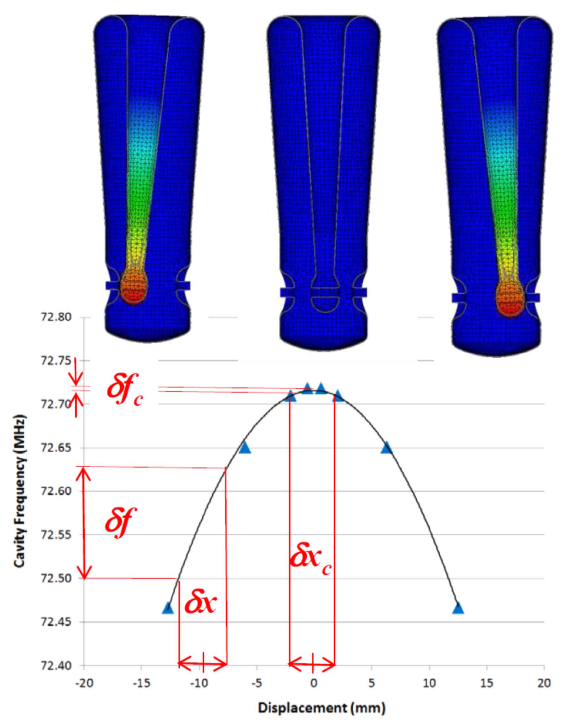 72.80
72.75
72.70
72.65
72.60
72.55
72.50
72.45
72.40
Cavity Frequency (MHz)
δf_c
δf
δx
δx_c
-20 -15 -10 -5 0 5 10 15 20
Displacement (mm)